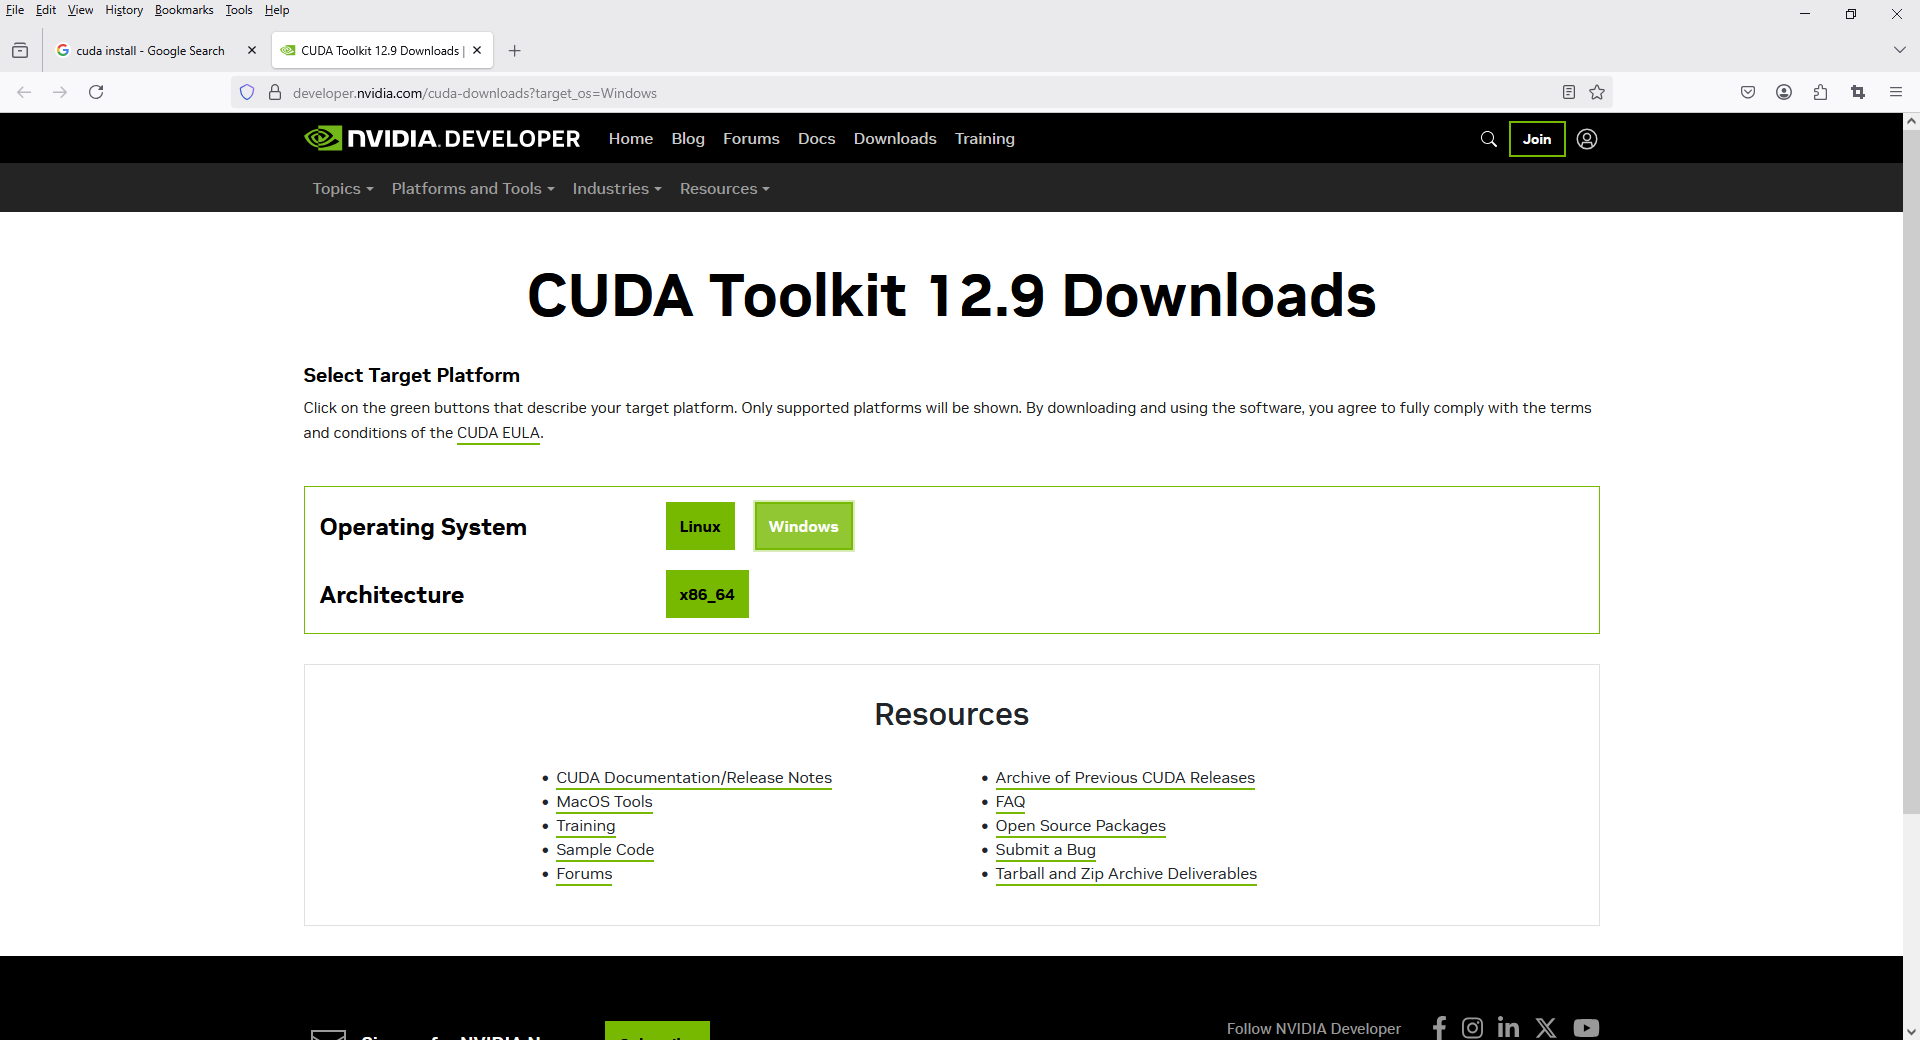 File Edit View History Bookmarks Tools Help
cuda install - Google Search
CUDA Toolkit 12.9 Downloads |
developer.nvidia.com/cuda-downloads?target_os=Windows
NVIDIA. DEVELOPER Home Blog Forums Docs Downloads Training Join
Topics Platforms and Tools Industries Resources
CUDA Toolkit 12.9 Downloads
Select Target Platform
Click on the green buttons that describe your target platform. Only supported platforms will be shown. By downloading and using the software, you agree to fully comply with the terms
and conditions of the CUDA EULA.
Operating System Linux Windows
Architecture x86_64
Resources
• CUDA Documentation/Release Notes
• MacOS Tools
• Training
• Sample Code
• Forums
• Archive of Previous CUDA Releases
• FAQ
• Open Source Packages
• Submit a Bug
• Tarball and Zip Archive Deliverables
Follow NVIDIA Developer